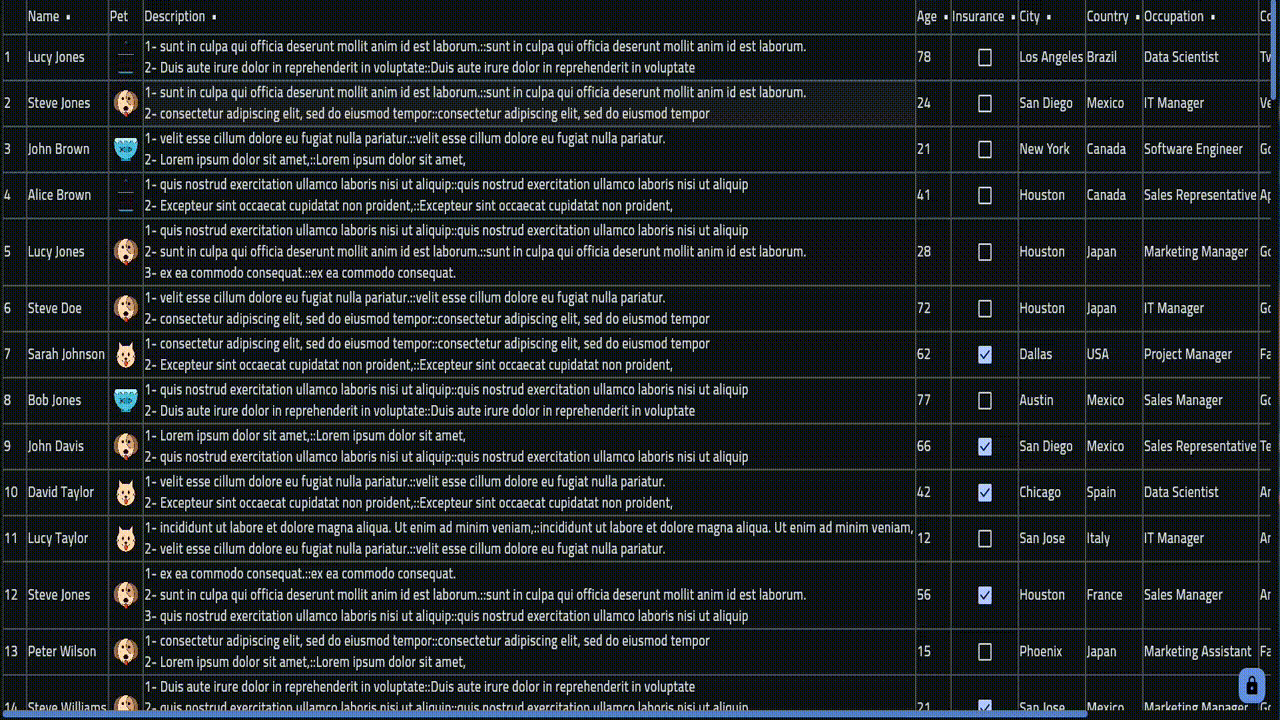 Name Pet Description Age Insurance City Country Occupation Co
1 Lucy Jones 1- sunt in culpa qui officia deserunt mollit anim id est laborum.::sunt in culpa qui officia deserunt mollit anim id est laborum. 78 Los Angeles Brazil Data Scientist Tw
2- Duis aute irure dolor in reprehenderit in voluptate::Duis aute irure dolor in reprehenderit in voluptate
2 Steve Jones 1- sunt in culpa qui officia deserunt mollit anim id est laborum.::sunt in culpa qui officia deserunt mollit anim id est laborum. 24 San Diego Mexico IT Manager Ve
2- consectetur adipiscing elit, sed do eiusmod tempor::consectetur adipiscing elit, sed do eiusmod tempor
3 John Brown 1- velit esse cillum dolore eu fugiat nulla pariatur.::velit esse cillum dolore eu fugiat nulla pariatur. 21 New York Canada Software Engineer Go
2- Lorem ipsum dolor sit amet,::Lorem ipsum dolor sit amet,
4 Alice Brown 1- quis nostrud exercitation ullamco laboris nisi ut aliquip::quis nostrud exercitation ullamco laboris nisi ut aliquip 41 Houston Canada Sales Representative Ap
2- Excepteur sint occaecat cupidatat non proident,::Excepteur sint occaecat cupidatat non proident,
5 Lucy Jones 1- quis nostrud exercitation ullamco laboris nisi ut aliquip::quis nostrud exercitation ullamco laboris nisi ut aliquip 28 Houston Japan Marketing Manager Go
2- sunt in culpa qui officia deserunt mollit anim id est laborum.::sunt in culpa qui officia deserunt mollit anim id est laborum.
3- ex ea commodo consequat.::ex ea commodo consequat.
6 Steve Doe 1- velit esse cillum dolore eu fugiat nulla pariatur.::velit esse cillum dolore eu fugiat nulla pariatur. 72 Houston Japan IT Manager Go
2- consectetur adipiscing elit, sed do eiusmod tempor::consectetur adipiscing elit, sed do eiusmod tempor
7 Sarah Johnson 1- consectetur adipiscing elit, sed do eiusmod tempor::consectetur adipiscing elit, sed do eiusmod tempor 62 Dallas USA Project Manager Fa
2- Excepteur sint occaecat cupidatat non proident,::Excepteur sint occaecat cupidatat non proident,
8 Bob Jones 1- quis nostrud exercitation ullamco laboris nisi ut aliquip::quis nostrud exercitation ullamco laboris nisi ut aliquip 77 Austin Mexico Sales Manager Go
2- Duis aute irure dolor in reprehenderit in voluptate::Duis aute irure dolor in reprehenderit in voluptate
9 John Davis 1- Lorem ipsum dolor sit amet,::Lorem ipsum dolor sit amet, 66 San Diego Mexico Sales Representative Te
2- quis nostrud exercitation ullamco laboris nisi ut aliquip::quis nostrud exercitation ullamco laboris nisi ut aliquip
10 David Taylor 1- velit esse cillum dolore eu fugiat nulla pariatur.::velit esse cillum dolore eu fugiat nulla pariatur. 42 Chicago Spain Data Scientist Am
2- Excepteur sint occaecat cupidatat non proident,::Excepteur sint occaecat cupidatat non proident,
11 Lucy Taylor 1- incididunt ut labore et dolore magna aliqua. Ut enim ad minim veniam,::incididunt ut labore et dolore magna aliqua. Ut enim ad minim veniam, 12 San Jose Italy IT Manager Am
2- velit esse cillum dolore eu fugiat nulla pariatur.::velit esse cillum dolore eu fugiat nulla pariatur.
12 Steve Jones 1- ex ea commodo consequat.::ex ea commodo consequat. 56 Houston France Sales Manager Am
2- sunt in culpa qui officia deserunt mollit anim id est laborum.::sunt in culpa qui officia deserunt mollit anim id est laborum.
3- quis nostrud exercitation ullamco laboris nisi ut aliquip::quis nostrud exercitation ullamco laboris nisi ut aliquip
13 Peter Wilson 1- consectetur adipiscing elit, sed do eiusmod tempor::consectetur adipiscing elit, sed do eiusmod tempor 15 Phoenix Japan Marketing Assistant Fa
2- Lorem ipsum dolor sit amet,::Lorem ipsum dolor sit amet,
14 Steve Williams 1- Duis aute irure dolor in reprehenderit in voluptate::Duis aute irure dolor in reprehenderit in voluptate 21 San Jose Mexico Marketing Manager Go
2- quis nostrud exercitation ullamco laboris nisi ut aliquip::quis nostrud exercitation ullamco laboris nisi ut aliquip